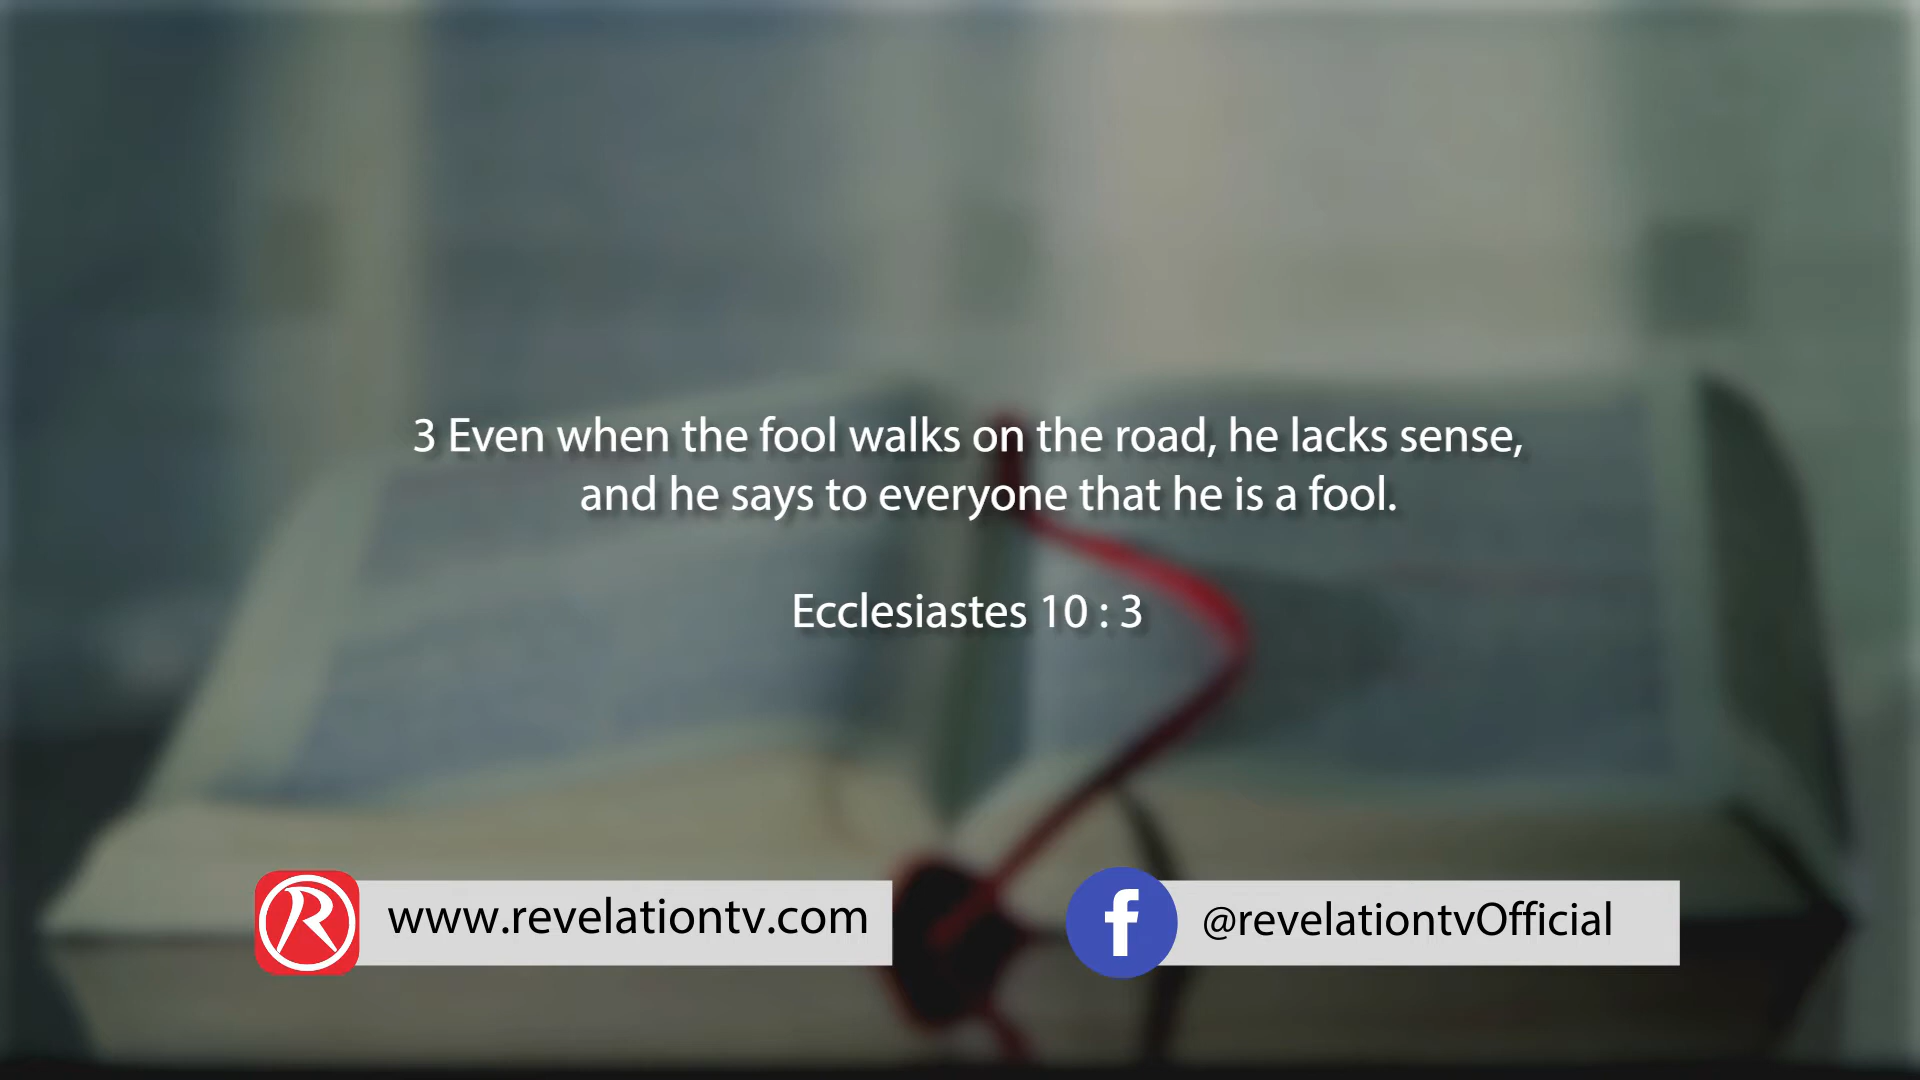 3 Even when the fool walks on the road, he lacks sense,
and he says to everyone that he is a fool.
Ecclesiastes 10 : 3
www.revelationtv.com
@revelationtvOfficial